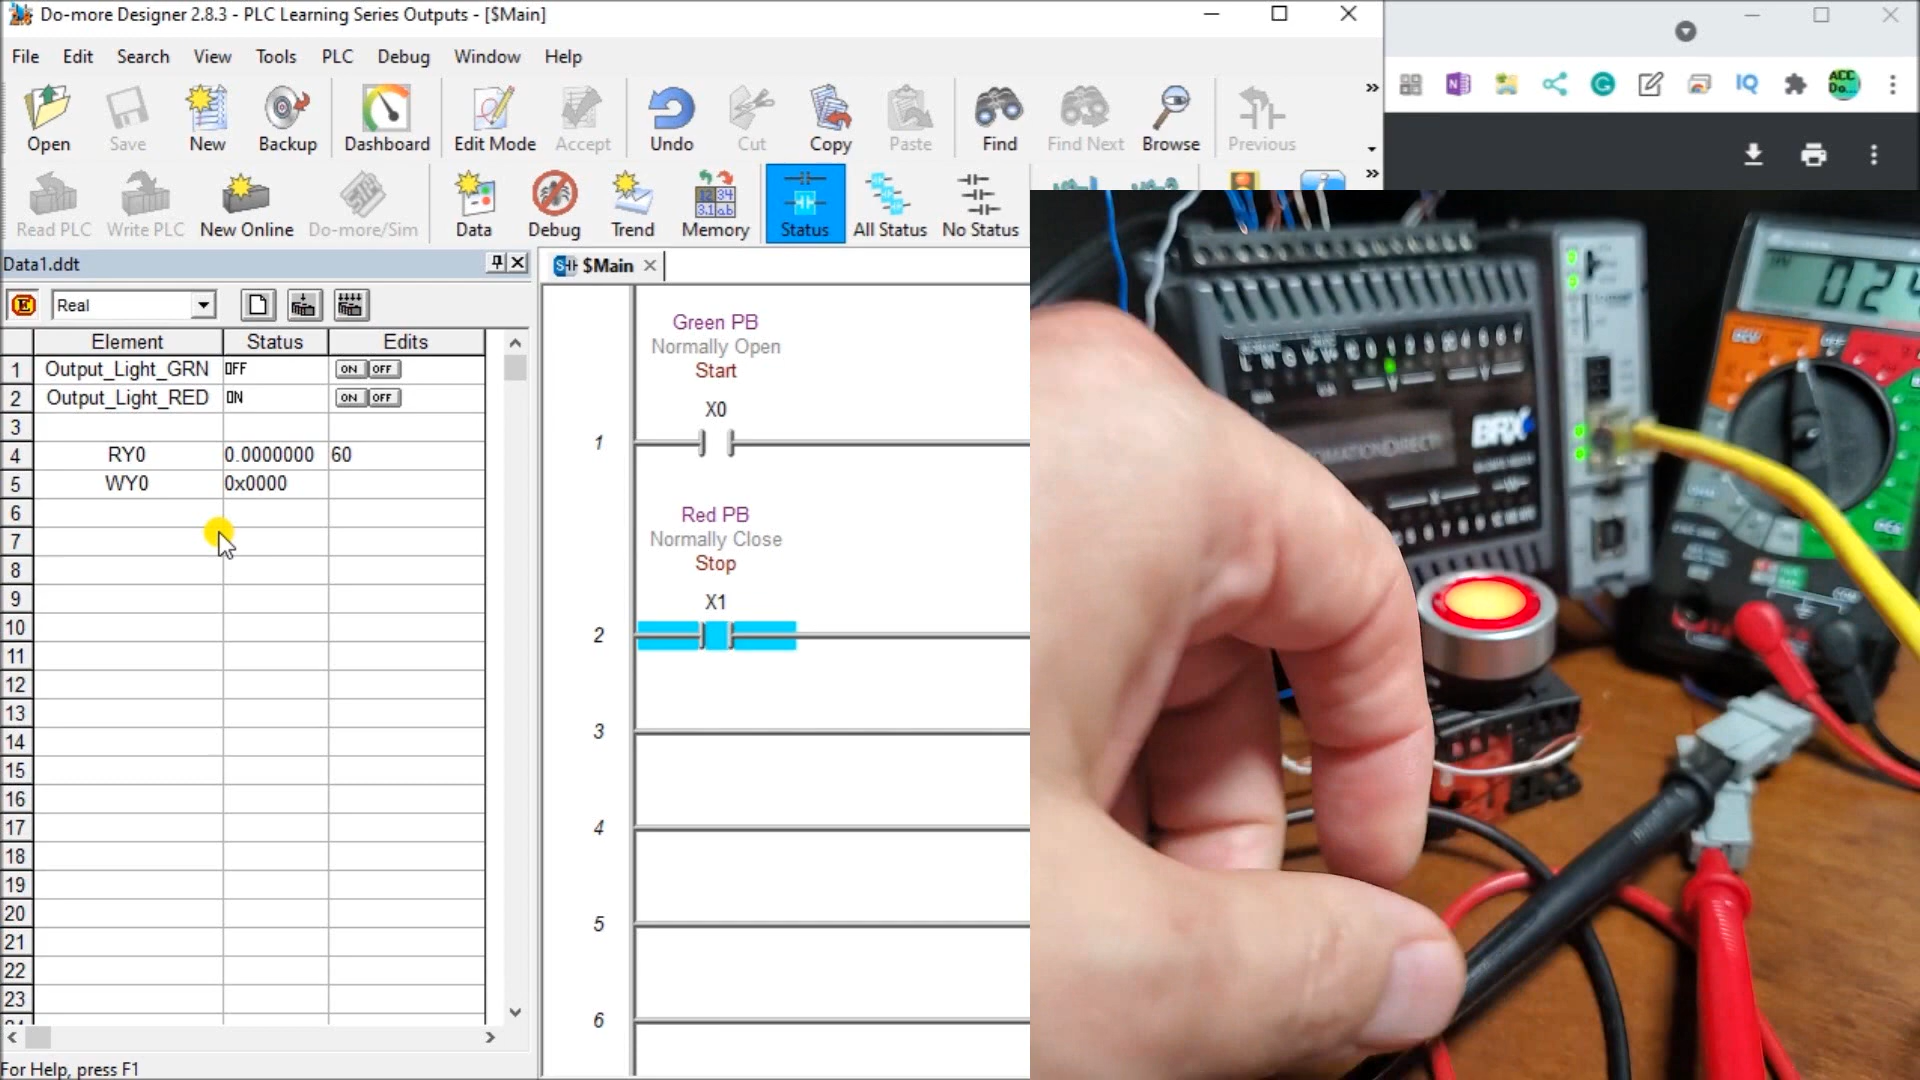 Do-more Designer 2.8.3 - PLC Learning Series Outputs - [$Main]
File Edit Search View Tools PLC Debug Window Help
Open Save New Backup Dashboard Edit Mode Accept Undo Cut Copy Paste Find Find Next Browse Previous
Read PLC Write PLC New Online Do-more/Sim Data Debug Trend Memory Status All Status No Status
Data1.ddt
$Main
Real
Element Status Edits
1 Output_Light_GRN OFF ON OFF
2 Output_Light_RED ON ON OFF
3
4 RY0 0.0000000 60
5 WY0 0x0000
6
7
8
9
10
11
12
13
14
15
16
17
18
19
20
21
22
23
For Help, press F1
Green PB
Normally Open
Start
X0
1
Red PB
Normally Close
Stop
X1
2
3
4
5
6
IQ
ACC
Do...
BRX